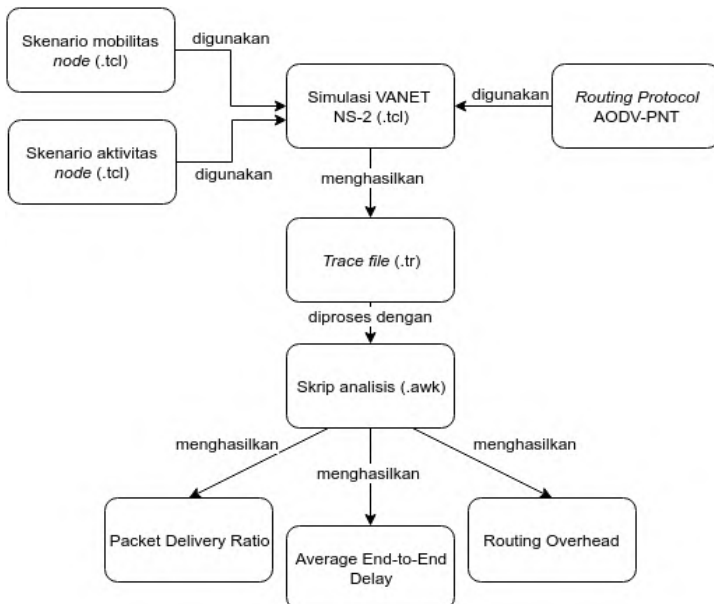 Skenario mobilitas
node (.tcl)
digunakan
Simulasi VANET
NS-2 (.tcl)
digunakan
Routing Protocol
AODV-PNT
Skenario aktivitas
node (.tcl)
digunakan
menghasilkan
Trace file (.tr)
diproses dengan
Skrip analisis (.awk)
menghasilkan
menghasilkan
menghasilkan
Packet Delivery Ratio
Average End-to-End
Delay
Routing Overhead